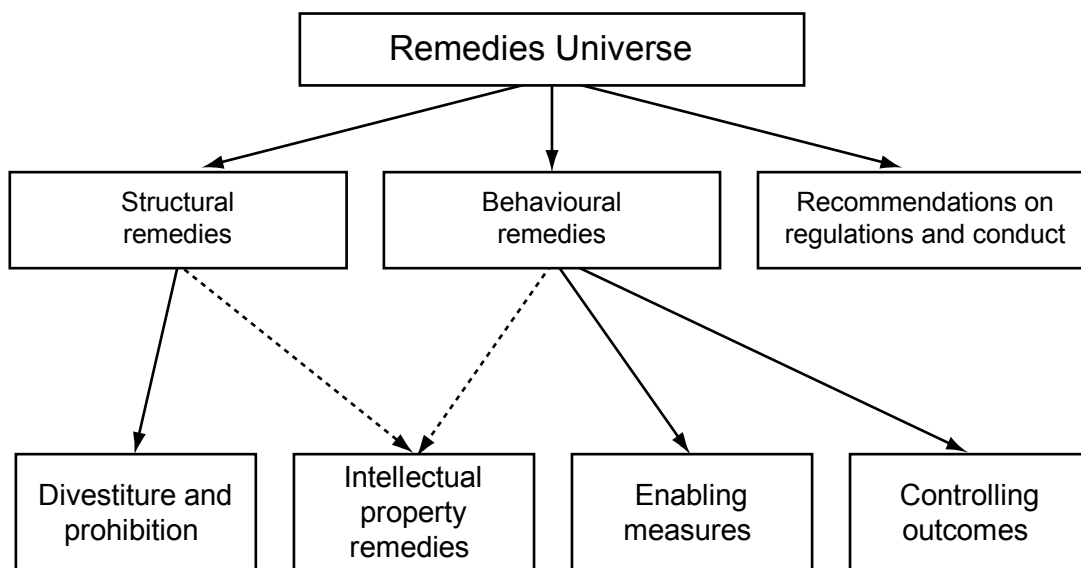 Remedies Universe
Structural
remedies
Behavioural
remedies
Recommendations on
regulations and conduct
Divestiture and
prohibition
Intellectual
property
remedies
Enabling
measures
Controlling
outcomes